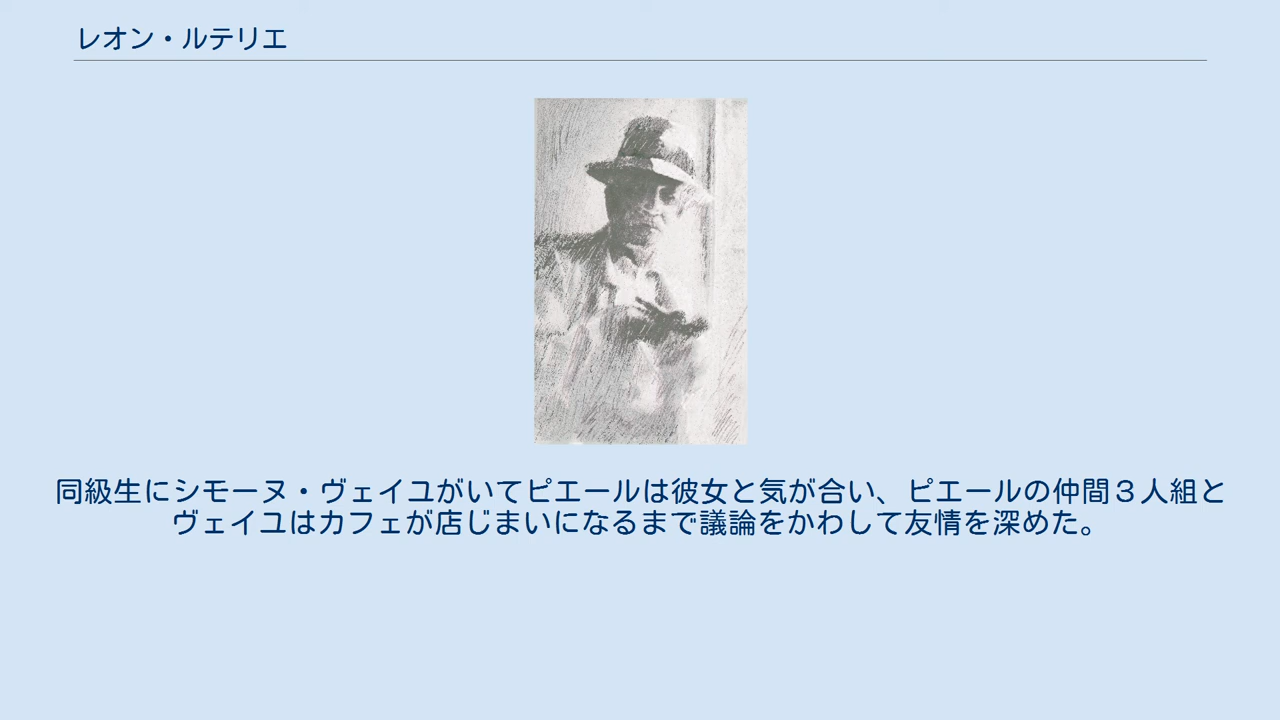 レオン・ルテリエ
同級生にシモーヌ・ヴェイユがいてピエールは彼女と気が合い、ピエールの仲間３人組と
ヴェイユはカフェが店じまいになるまで議論をかわして友情を深めた。